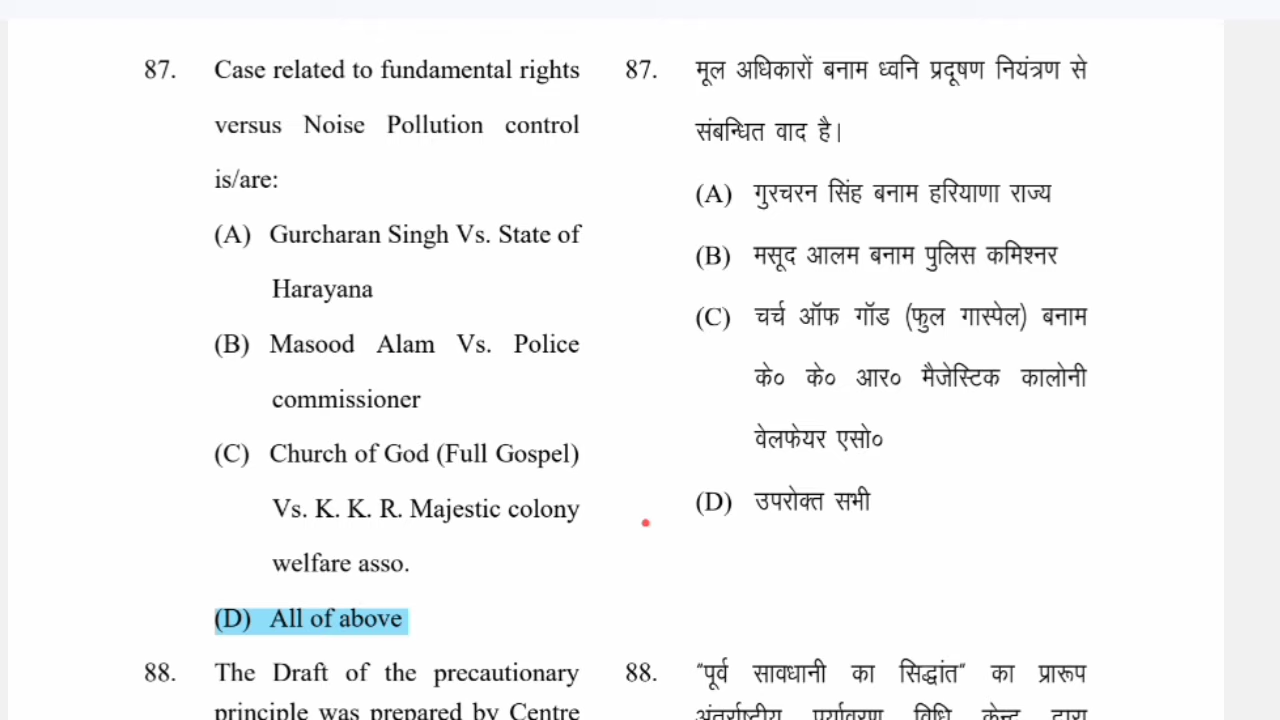 87. Case related to fundamental rights
versus Noise Pollution control
is/are:
(A) Gurcharan Singh Vs. State of
Harayana
(B) Masood Alam Vs. Police
commissioner
(C) Church of God (Full Gospel)
Vs. K. K. R. Majestic colony
welfare asso.
(D) All of above
88. The Draft of the precautionary
principle was prepared by Centre
87. मूल अधिकारों बनाम ध्वनि प्रदूषण नियंत्रण से
संबन्धित वाद है।
(A) गुरचरन सिंह बनाम हरियाणा राज्य
(B) मसूद आलम बनाम पुलिस कमिश्नर
(C) चर्च ऑफ गॉड (फुल गास्पेल) बनाम
के० के० आर० मैजेस्टिक कालोनी
वेलफेयर एसो०
(D) उपरोक्त सभी
88. "पूर्व सावधानी का सिद्धांत" का प्रारूप
अंतर्राष्ट्रीय पर्यावरण विधि केन्द्र द्वारा